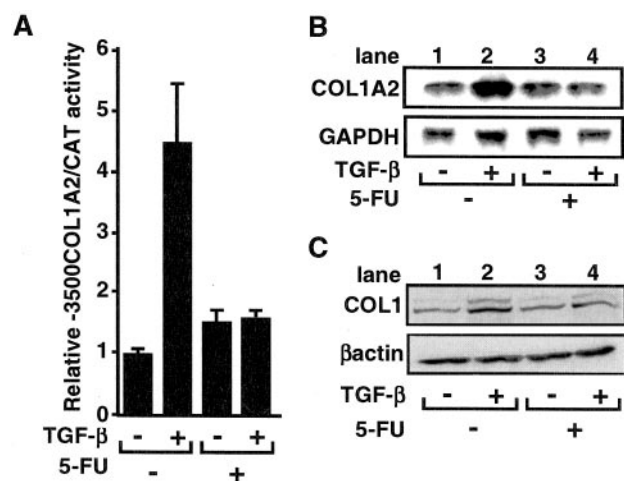 A
Relative -3500COL1A2/CAT activity
6
5
4
3
2
1
0
TGF-β - + - +
5-FU - +
B
lane 1 2 3 4
COL1A2
GAPDH
TGF-β - + - +
5-FU - +
C
lane 1 2 3 4
COL1
βactin
TGF-β - + - +
5-FU - +